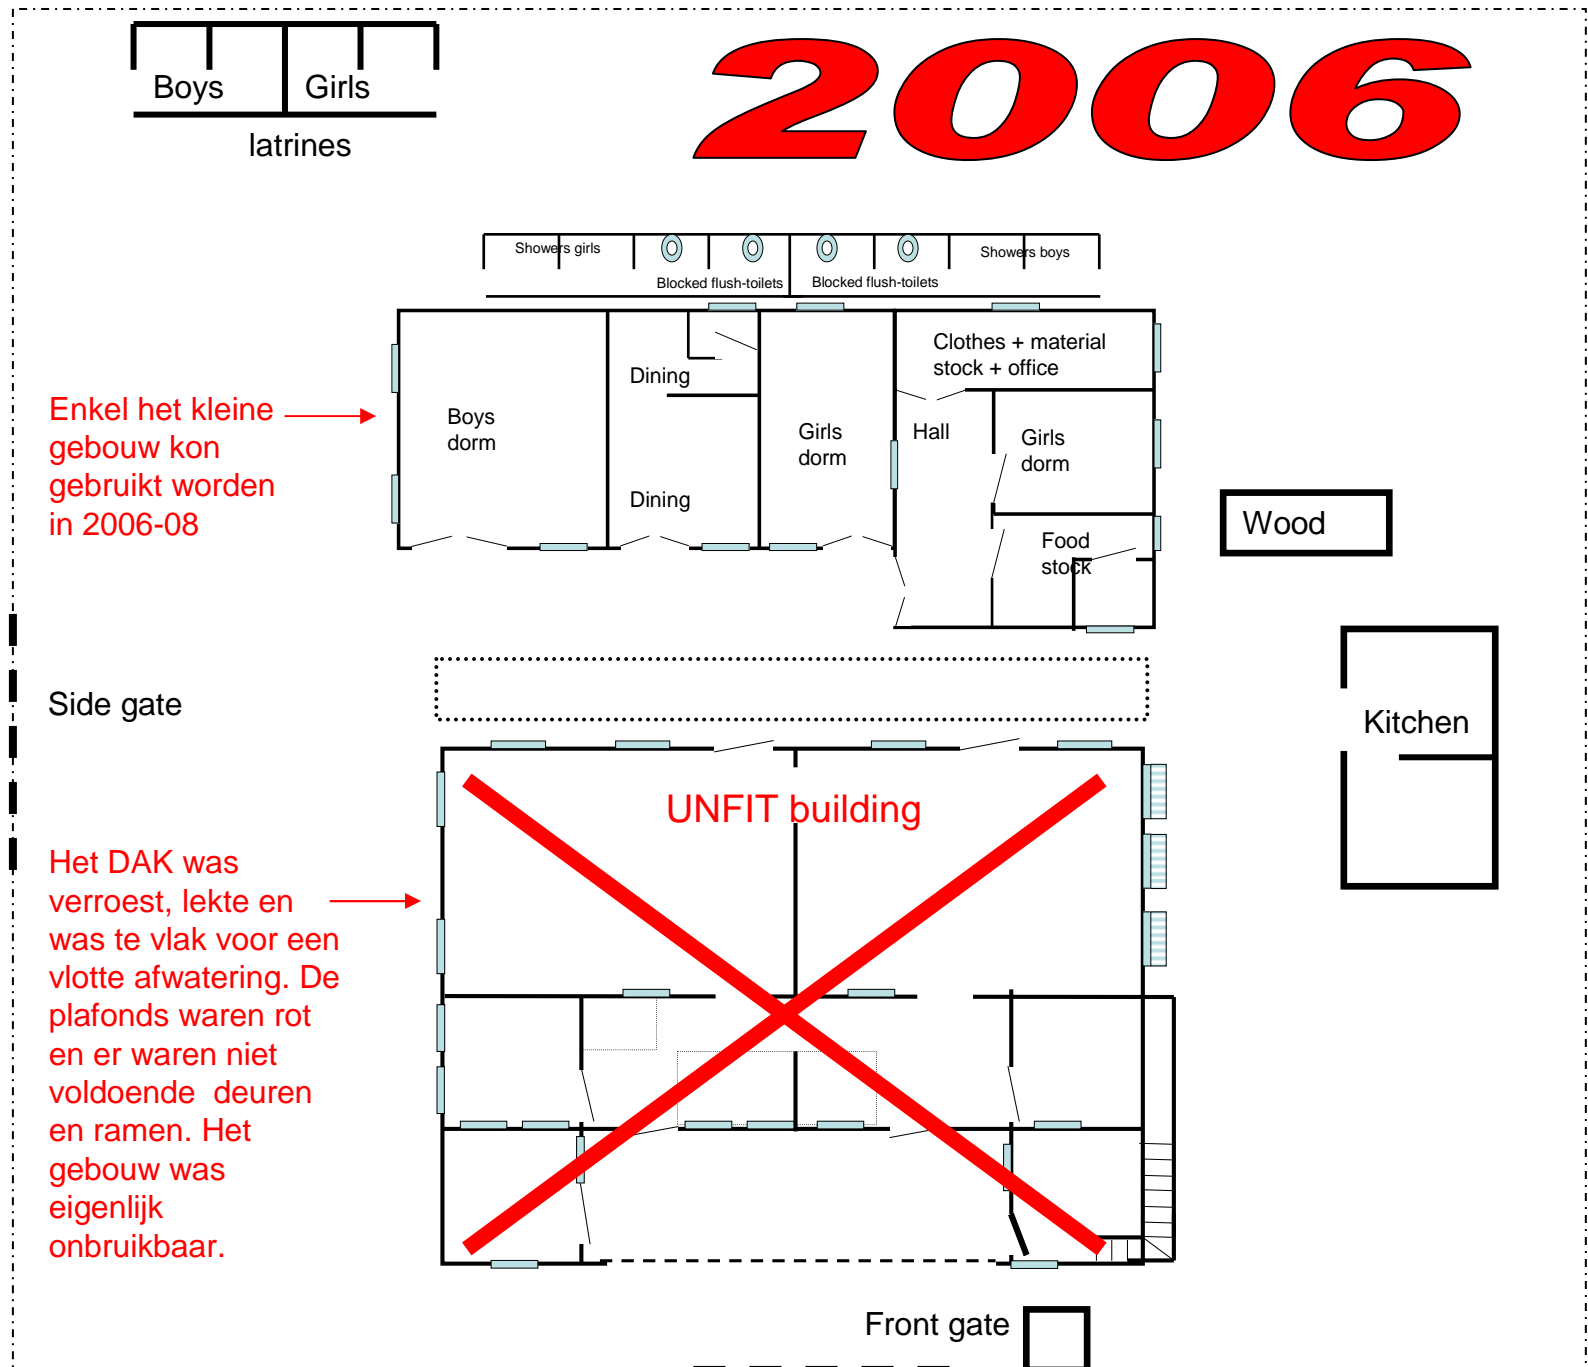 2006
Boys
Girls
latrines
Showers girls
Showers boys
Blocked flush-toilets
Blocked flush-toilets
Clothes + material
stock + office
Dining
Enkel het kleine
gebouw kon
gebruikt worden
in 2006-08
Boys
dorm
Girls
dorm
Hall
Girls
dorm
Dining
Wood
Food
stock
Side gate
Kitchen
UNFIT building
Het DAK was
verroest, lekte en
was te vlak voor een
vlotte afwatering. De
plafonds waren rot
en er waren niet
voldoende  deuren
en ramen. Het
gebouw was
eigenlijk
onbruikbaar.
Front gate